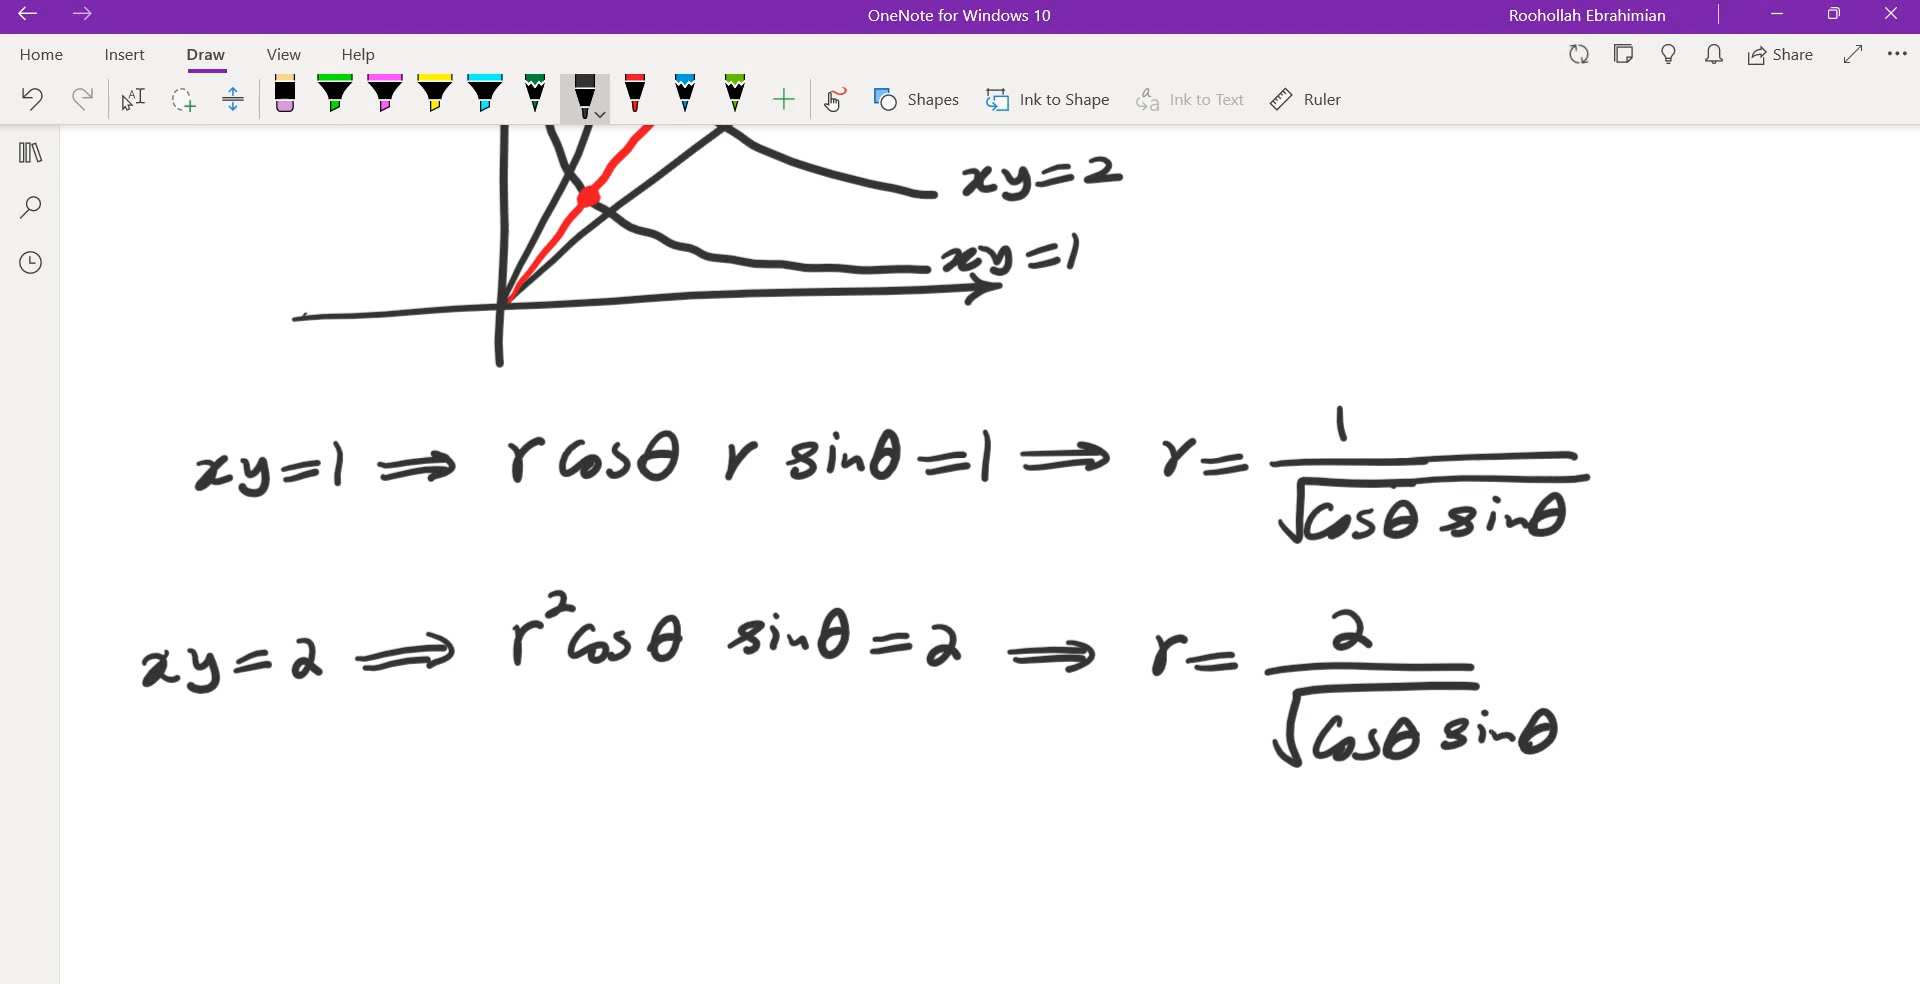 OneNote for Windows 10
Roohollah Ebrahimian
Home Insert Draw View Help
Share
Shapes Ink to Shape Ink to Text Ruler
xy=2
xy=1
xy=1 ⟹ r cosθ r sinθ=1 ⟹ r= 1/√(cosθ sinθ)
xy=2 ⟹ r² cosθ sinθ=2 ⟹ r= 2/√(cosθ sinθ)